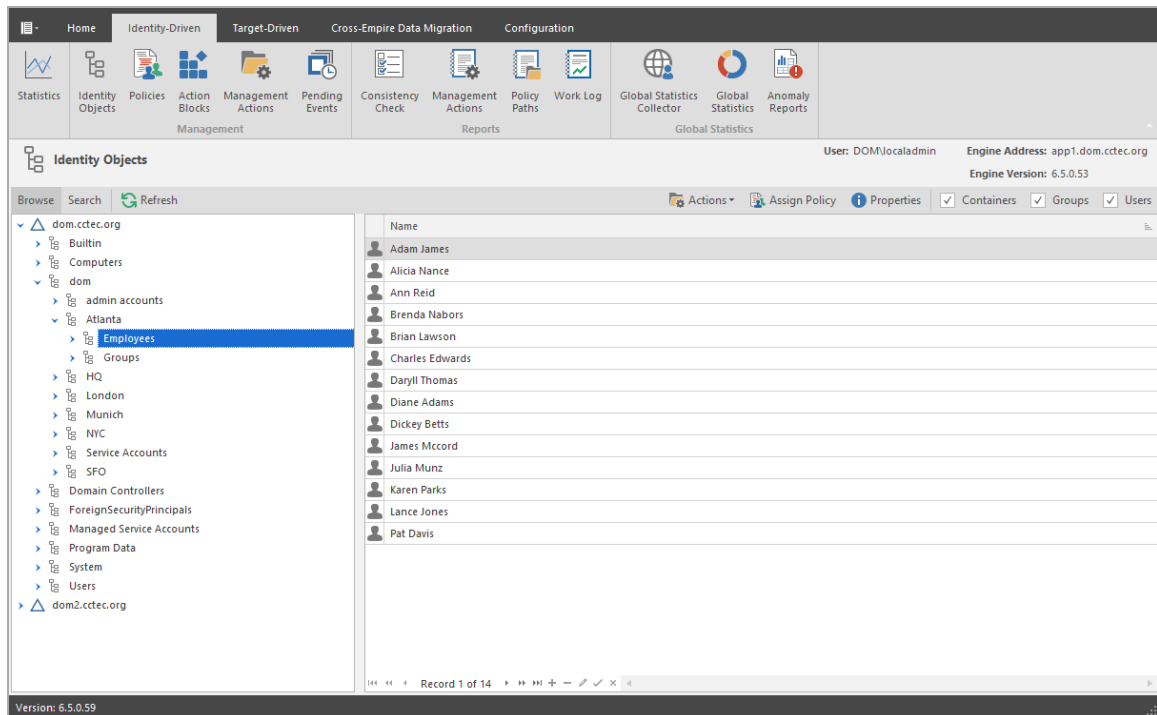 Home Identity-Driven Target-Driven Cross-Empire Data Migration Configuration
Statistics Identity Objects Policies Action Blocks Management Actions Pending Events Consistency Check Management Actions Policy Paths Work Log Global Statistics Collector Global Statistics Anomaly Reports
Management Reports Global Statistics
Identity Objects
User: DOM\localadmin Engine Address: app1.dom.cctec.org
Engine Version: 6.5.0.53
Browse Search Refresh Actions Assign Policy Properties Containers Groups Users
dom.cctec.org
Builtin
Computers
dom
admin accounts
Atlanta
Employees
Groups
HQ
London
Munich
NYC
Service Accounts
SFO
Domain Controllers
ForeignSecurityPrincipals
Managed Service Accounts
Program Data
System
Users
dom2.cctec.org
Name
Adam James
Alicia Nance
Ann Reid
Brenda Nabors
Brian Lawson
Charles Edwards
Daryll Thomas
Diane Adams
Dickey Betts
James Mccord
Julia Munz
Karen Parks
Lance Jones
Pat Davis
Record 1 of 14
Version: 6.5.0.59